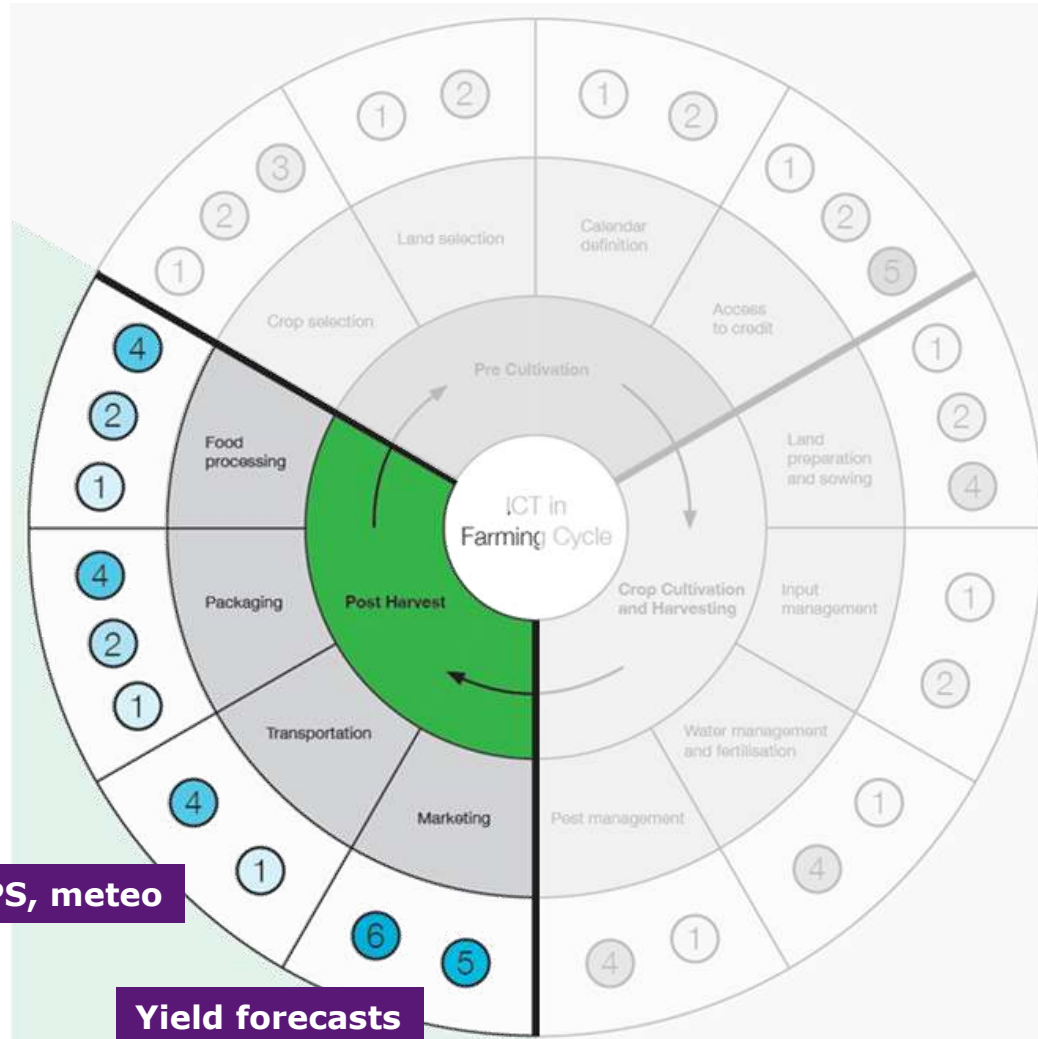 1
2
1
2
3
2
1
1
2
5
Land selection
Calendar
definition
Crop selection
Access
to credit
Pre Cultivation
4
2
1
Food
processing
1
2
4
Land
preparation
and sowing
ICT in
Farming Cycle
4
2
1
Packaging
Post Harvest
Crop Cultivation
and Harvesting
Input
management
1
2
Transportation
Water management
and fertilisation
4
1
Marketing
Pest management
1
4
PS, meteo
6
5
4
1
Yield forecasts